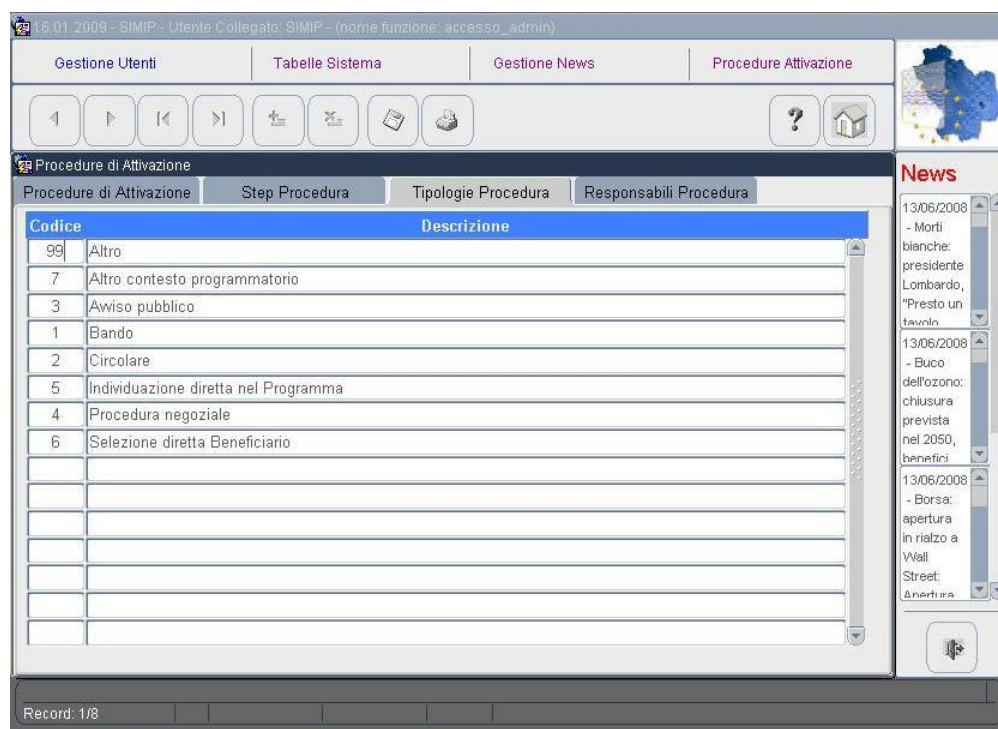 16.01.2009 - SIMIP - Utente Collegato: SIMIP - (nome funzione: accesso_admin)
Gestione Utenti Tabelle Sistema Gestione News Procedure Attivazione
?
Procedure di Attivazione
Procedure di Attivazione Step Procedura Tipologie Procedura Responsabili Procedura
Codice Descrizione
99 Altro
7 Altro contesto programmatorio
3 Avviso pubblico
1 Bando
2 Circolare
5 Individuazione diretta nel Programma
4 Procedura negoziale
6 Selezione diretta Beneficiario
News
13/06/2008
- Morti
bianche:
presidente
Lombardo,
"Presto un
tavolo
13/06/2008
- Buco
dell'ozono:
chiusura
prevista
nel 2050,
benefici
13/06/2008
- Borsa:
apertura
in rialzo a
Wall
Street:
Apertura
Record: 1/8